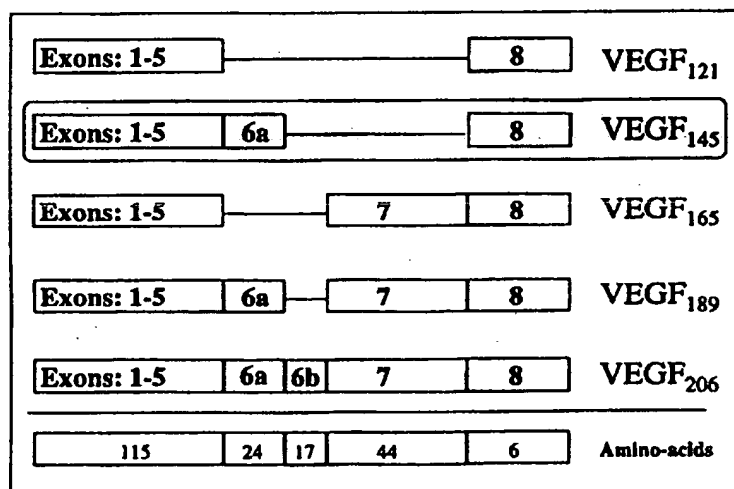 Exons: 1-5 8 VEGF121
Exons: 1-5 6a 8 VEGF145
Exons: 1-5 7 8 VEGF165
Exons: 1-5 6a 7 8 VEGF189
Exons: 1-5 6a 6b 7 8 VEGF206
115 24 17 44 6 Amino-acids